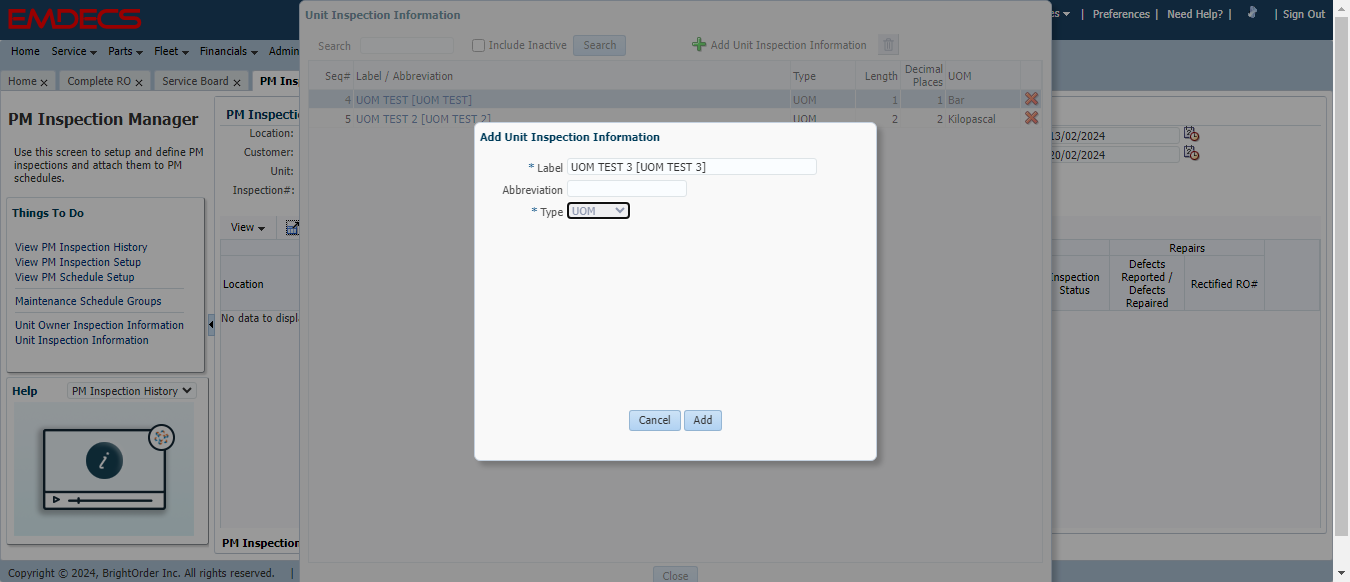 EMDECS
es
Preferences | Need Help? | | Sign Out
Home Service Parts Fleet Financials Admin
Home x Complete RO x Service Board x PM Ins
Unit Inspection Information
Search Include Inactive Search Add Unit Inspection Information
Seq# Label / Abbreviation Type Length Decimal Places UOM
4 UOM TEST [UOM TEST] UOM 1 1 Bar
5 UOM TEST 2 [UOM TEST 2] UOM 2 2 Kilopascal
Add Unit Inspection Information
* Label UOM TEST 3 [UOM TEST 3]
Abbreviation
* Type UOM
Cancel Add
Close
PM Inspection Manager
Use this screen to setup and define PM
inspections and attach them to PM
schedules.
Things To Do
View PM Inspection History
View PM Inspection Setup
View PM Schedule Setup
Maintenance Schedule Groups
Unit Owner Inspection Information
Unit Inspection Information
Help PM Inspection History
i
PM Inspecti
Location:
Customer:
Unit:
Inspection#:
13/02/2024
20/02/2024
View
Location
No data to displa
Inspection
Status
Repairs
Defects
Reported /
Defects
Repaired
Rectified RO#
PM Inspection
Copyright © 2024, BrightOrder Inc. All rights reserved. |